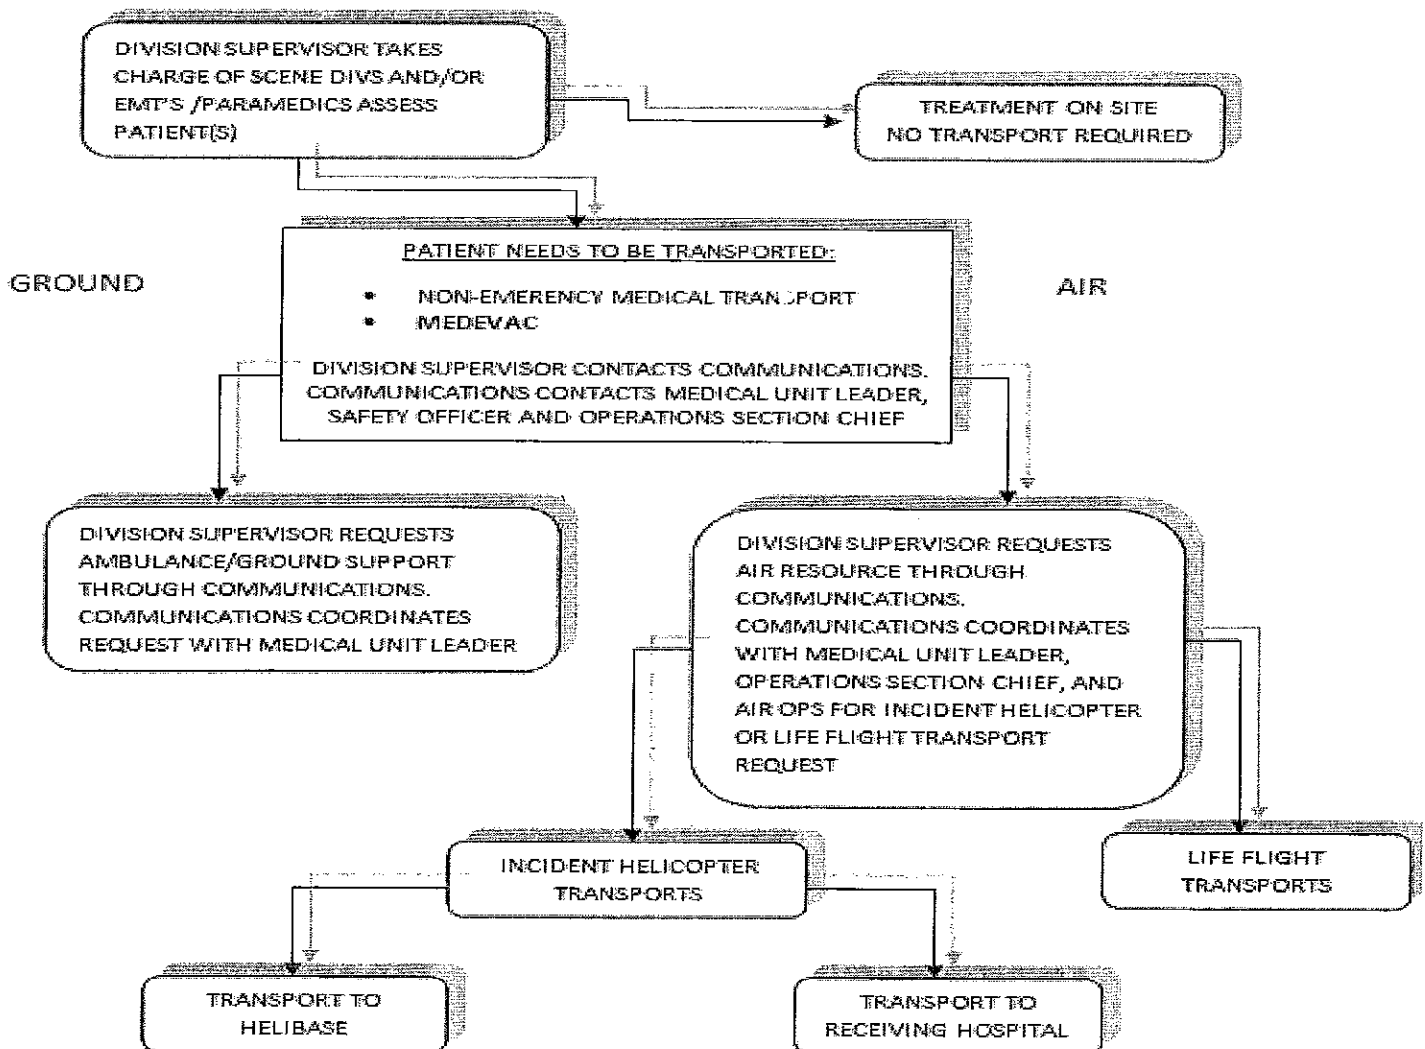 DIVISION SUPERVISOR TAKES
CHARGE OF SCENE DIVS AND/OR
EMT'S /PARAMEDICS ASSESS
PATIENT(S)
TREATMENT ON SITE
NO TRANSPORT REQUIRED
GROUND
AIR
PATIENT NEEDS TO BE TRANSPORTED:
• NON-EMERENCY MEDICAL TRANSPORT
• MEDEVAC
DIVISION SUPERVISOR CONTACTS COMMUNICATIONS.
COMMUNICATIONS CONTACTS MEDICAL UNIT LEADER,
SAFETY OFFICER AND OPERATIONS SECTION CHIEF
DIVISION SUPERVISOR REQUESTS
AMBULANCE/GROUND SUPPORT
THROUGH COMMUNICATIONS.
COMMUNICATIONS COORDINATES
REQUEST WITH MEDICAL UNIT LEADER
DIVISION SUPERVISOR REQUESTS
AIR RESOURCE THROUGH
COMMUNICATIONS.
COMMUNICATIONS COORDINATES
WITH MEDICAL UNIT LEADER,
OPERATIONS SECTION CHIEF, AND
AIR OPS FOR INCIDENT HELICOPTER
OR LIFE FLIGHT TRANSPORT
REQUEST
INCIDENT HELICOPTER
TRANSPORTS
LIFE FLIGHT
TRANSPORTS
TRANSPORT TO
HELIBASE
TRANSPORT TO
RECEIVING HOSPITAL